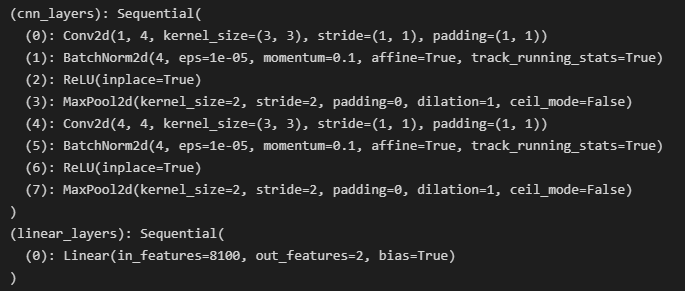 (cnn_layers): Sequential(
  (0): Conv2d(1, 4, kernel_size=(3, 3), stride=(1, 1), padding=(1, 1))
  (1): BatchNorm2d(4, eps=1e-05, momentum=0.1, affine=True, track_running_stats=True)
  (2): ReLU(inplace=True)
  (3): MaxPool2d(kernel_size=2, stride=2, padding=0, dilation=1, ceil_mode=False)
  (4): Conv2d(4, 4, kernel_size=(3, 3), stride=(1, 1), padding=(1, 1))
  (5): BatchNorm2d(4, eps=1e-05, momentum=0.1, affine=True, track_running_stats=True)
  (6): ReLU(inplace=True)
  (7): MaxPool2d(kernel_size=2, stride=2, padding=0, dilation=1, ceil_mode=False)
)
(linear_layers): Sequential(
  (0): Linear(in_features=8100, out_features=2, bias=True)
)